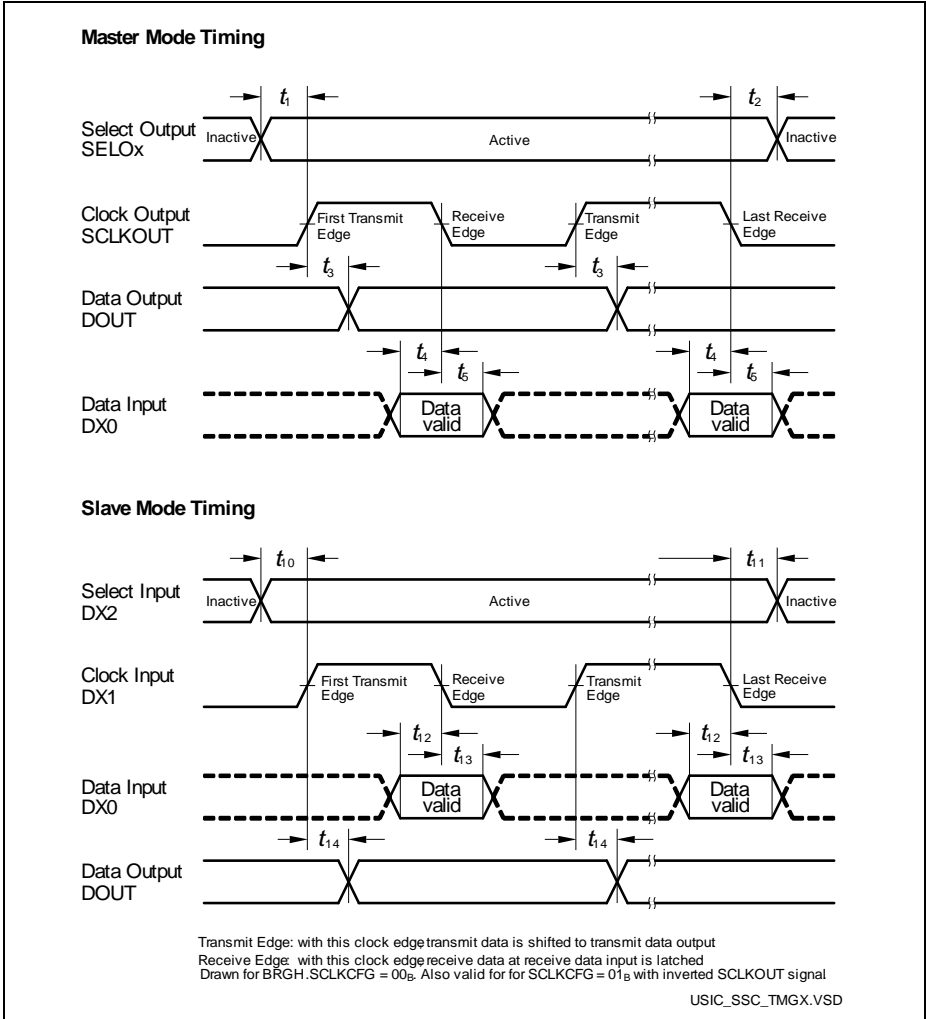 Master Mode Timing
t1
t2
Select Output
SELOx
Inactive
Active
Inactive
Clock Output
SCLKOUT
First Transmit
Edge
Receive
Edge
Transmit
Edge
Last Receive
Edge
t3
t3
Data Output
DOUT
t4
t5
t4
t5
Data Input
DX0
Data
valid
Data
valid
Slave Mode Timing
t10
t11
Select Input
DX2
Inactive
Active
Inactive
Clock Input
DX1
First Transmit
Edge
Receive
Edge
Transmit
Edge
Last Receive
Edge
t12
t13
t12
t13
Data Input
DX0
Data
valid
Data
valid
t14
t14
Data Output
DOUT
Transmit Edge: with this clock edge, transmit data is shifted to transmit data output
Receive Edge: with this clock edge, receive data at receive data input is latched
Drawn for BRGH.SCLKCFG = 00B. Also valid for for SCLKCFG = 01B with inverted SCLKOUT signal.
USIC_SSC_TMGX.VSD